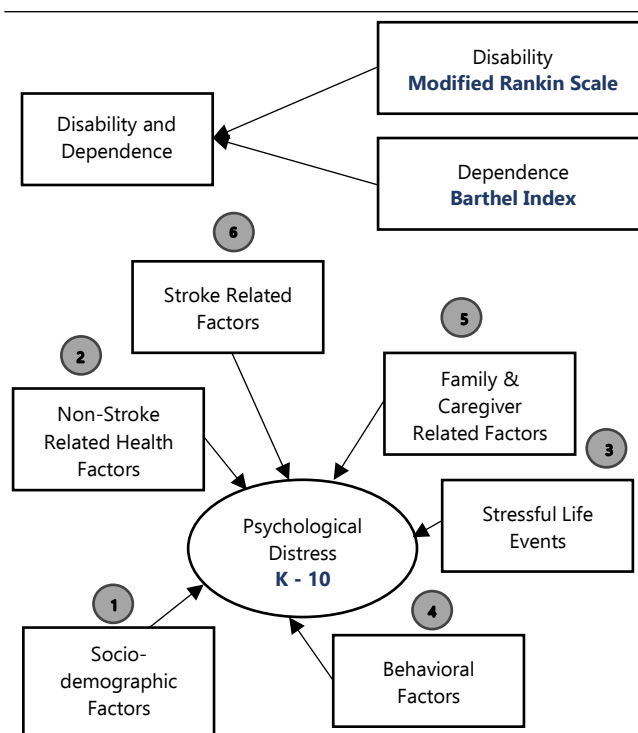 Disability
Modified Rankin Scale
Disability and
Dependence
Dependence
Barthel Index
6
Stroke Related
Factors
5
Family &
Caregiver
Related Factors
2
Non-Stroke
Related Health
Factors
3
Stressful Life
Events
Psychological
Distress
K - 10
1
Socio-
demographic
Factors
4
Behavioral
Factors